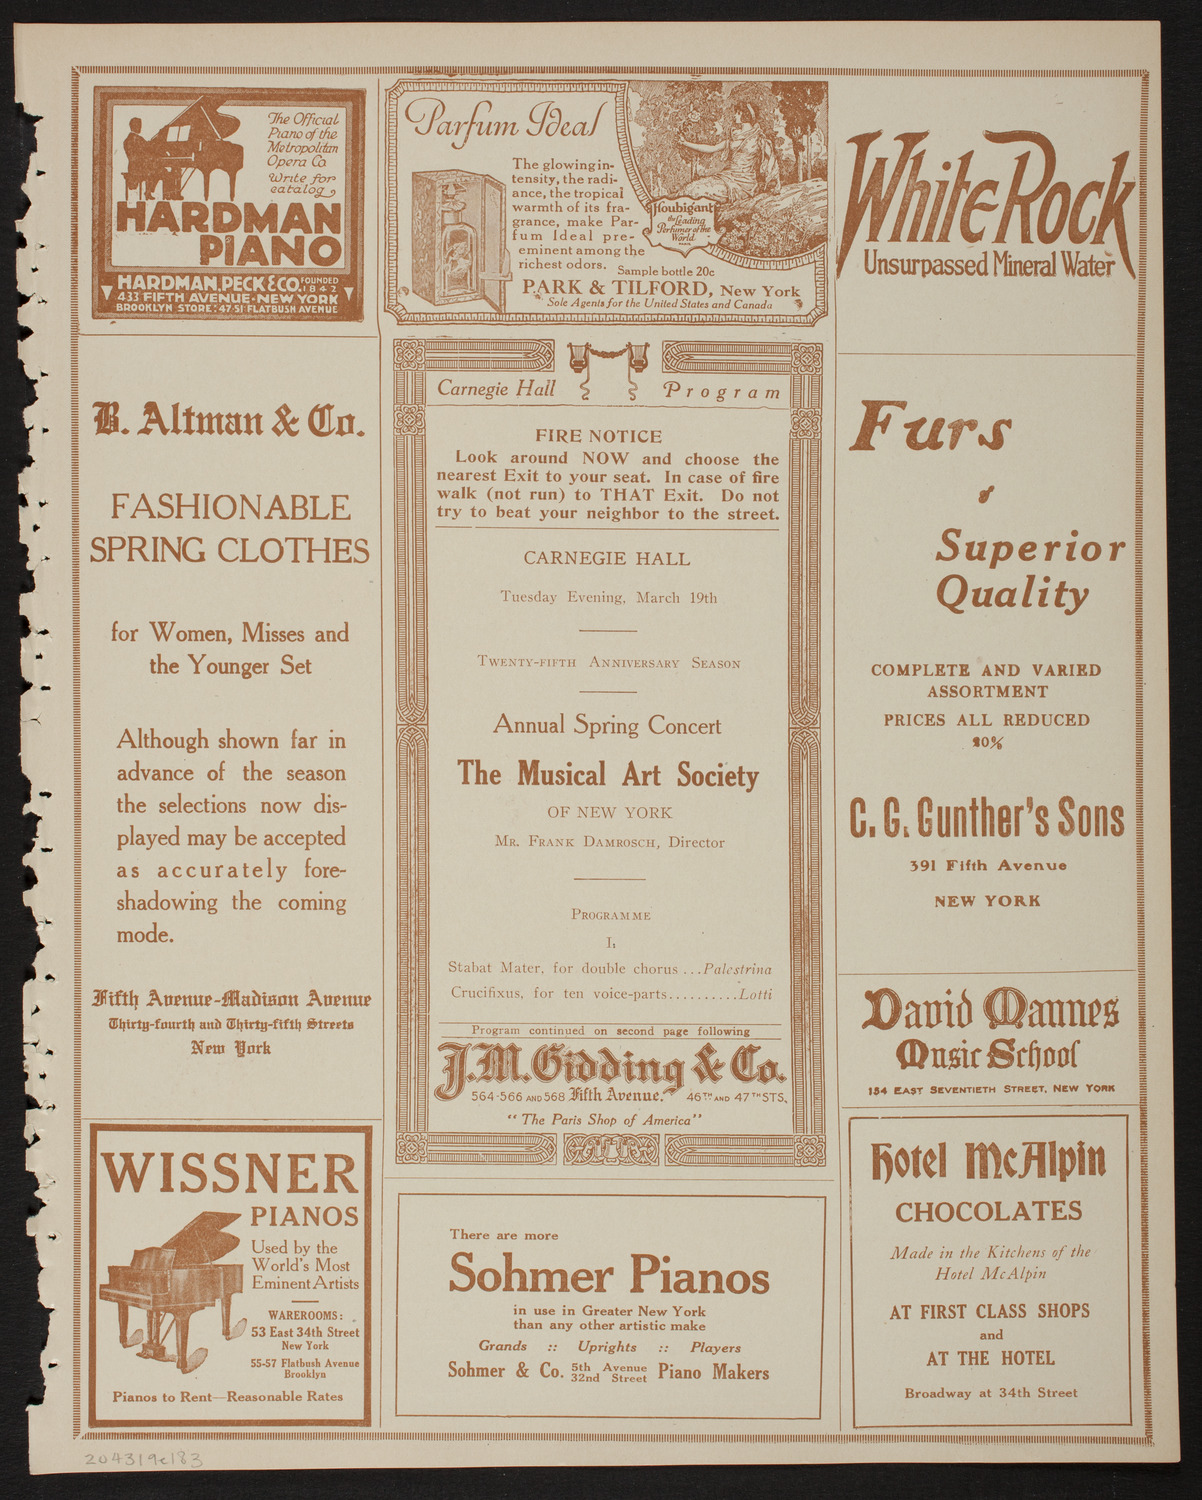 The Official
Piano of the
Metropolitan
Opera Co.
Write for
catalog
HARDMAN
PIANO
HARDMAN, PECK & CO. FOUNDED 1842
433 FIFTH AVENUE · NEW YORK
BROOKLYN STORE: 47-51 FLATBUSH AVENUE
B. Altman & Co.
FASHIONABLE
SPRING CLOTHES
for Women, Misses and
the Younger Set
Although shown far in
advance of the season
the selections now dis-
played may be accepted
as accurately fore-
shadowing the coming
mode.
Fifth Avenue-Madison Avenue
Thirty-fourth and Thirty-fifth Streets
New York
WISSNER
PIANOS
Used by the
World's Most
Eminent Artists
WAREROOMS:
53 East 34th Street
New York
55-57 Flatbush Avenue
Brooklyn
Pianos to Rent—Reasonable Rates
Parfum Ideal
The glowing in-
tensity, the radi-
ance, the tropical
warmth of its fra-
grance, make Par-
fum Ideal pre-
eminent among the
richest odors.
Houbigant
the Leading
Perfumer of the
World
PARIS
Sample bottle 20c
PARK & TILFORD, New York
Sole Agents for the United States and Canada
Carnegie Hall Program
FIRE NOTICE
Look around NOW and choose the
nearest Exit to your seat. In case of fire
walk (not run) to THAT Exit. Do not
try to beat your neighbor to the street.
CARNEGIE HALL
Tuesday Evening, March 19th
TWENTY-FIFTH ANNIVERSARY SEASON
Annual Spring Concert
The Musical Art Society
OF NEW YORK
MR. FRANK DAMROSCH, Director
PROGRAMME
I.
Stabat Mater, for double chorus ...Palestrina
Crucifixus, for ten voice-parts..........Lotti
Program continued on second page following
J.M. Gidding & Co.
564-566 AND 568 Fifth Avenue. 46TH AND 47TH STS.
"The Paris Shop of America"
There are more
Sohmer Pianos
in use in Greater New York
than any other artistic make
Grands :: Uprights :: Players
Sohmer & Co. 5th Avenue 32nd Street Piano Makers
White Rock
Unsurpassed Mineral Water
Furs
of
Superior
Quality
COMPLETE AND VARIED
ASSORTMENT
PRICES ALL REDUCED
20%
C. G. Gunther's Sons
391 Fifth Avenue
NEW YORK
David Mannes
Music School
154 EAST SEVENTIETH STREET, NEW YORK
Hotel McAlpin
CHOCOLATES
Made in the Kitchens of the
Hotel McAlpin
AT FIRST CLASS SHOPS
and
AT THE HOTEL
Broadway at 34th Street
204319e183